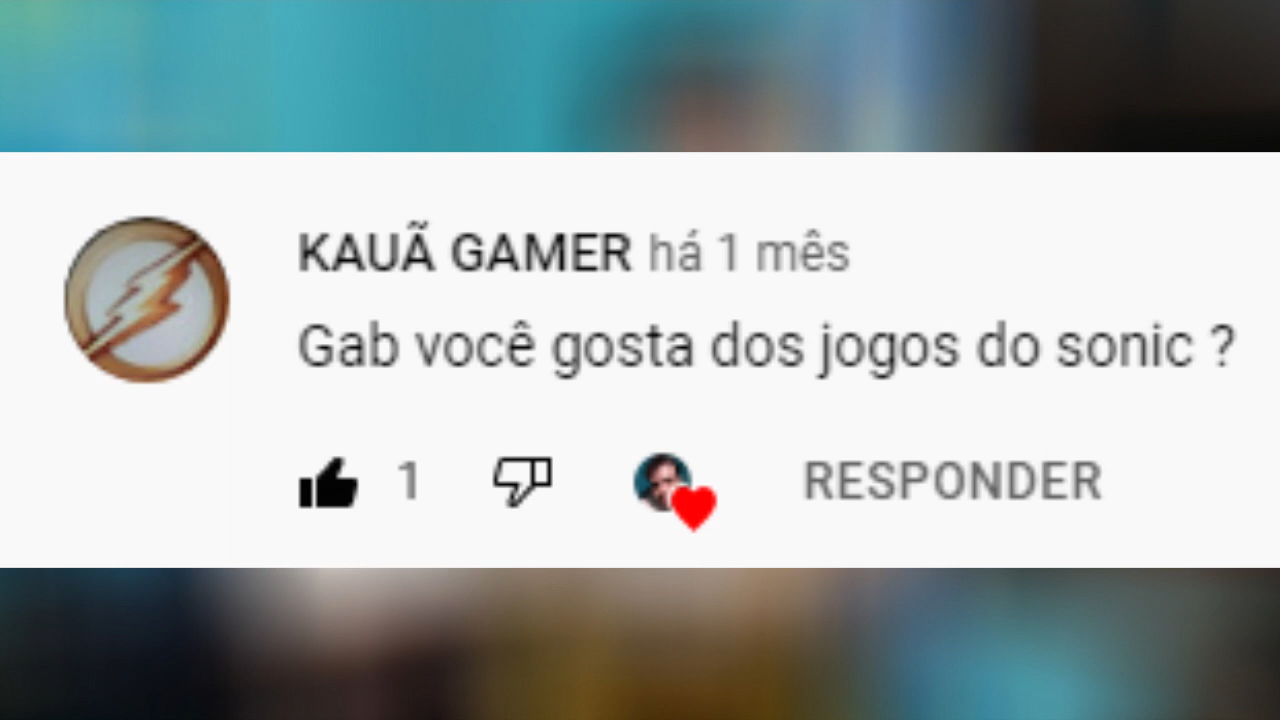 KAUÃ GAMER há 1 mês
Gab você gosta dos jogos do sonic ?
1 RESPONDER